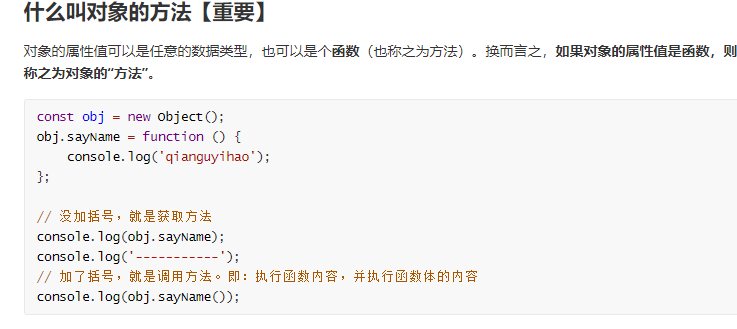 什么叫对象的方法【重要】
对象的属性值可以是任意的数据类型，也可以是个函数（也称之为方法）。换而言之，如果对象的属性值是函数，则
称之为对象的“方法”。
const obj = new Object();
obj.sayName = function () {
    console.log('qianguyihao');
};
// 没加括号，就是获取方法
console.log(obj.sayName);
console.log('-----------');
// 加了括号，就是调用方法。即：执行函数内容，并执行函数体的内容
console.log(obj.sayName());